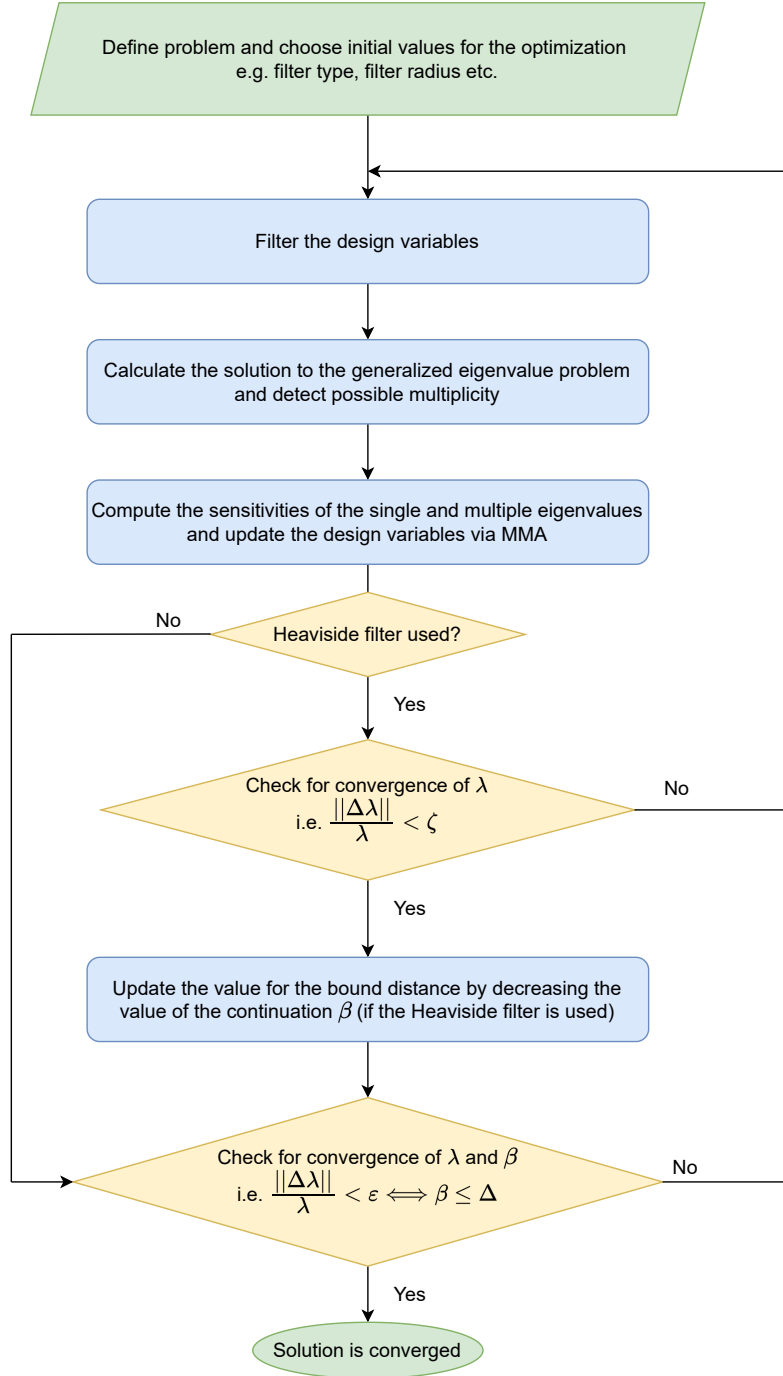 Define problem and choose initial values for the optimization
e.g. filter type, filter radius etc.
Filter the design variables
Calculate the solution to the generalized eigenvalue problem
and detect possible multiplicity
Compute the sensitivities of the single and multiple eigenvalues
and update the design variables via MMA
No
Heaviside filter used?
Yes
Check for convergence of λ
i.e. ||Δλ||/λ < ζ
No
Yes
Update the value for the bound distance by decreasing the
value of the continuation β (if the Heaviside filter is used)
Check for convergence of λ and β
i.e. ||Δλ||/λ < ε ⟺ β ≤ Δ
No
Yes
Solution is converged